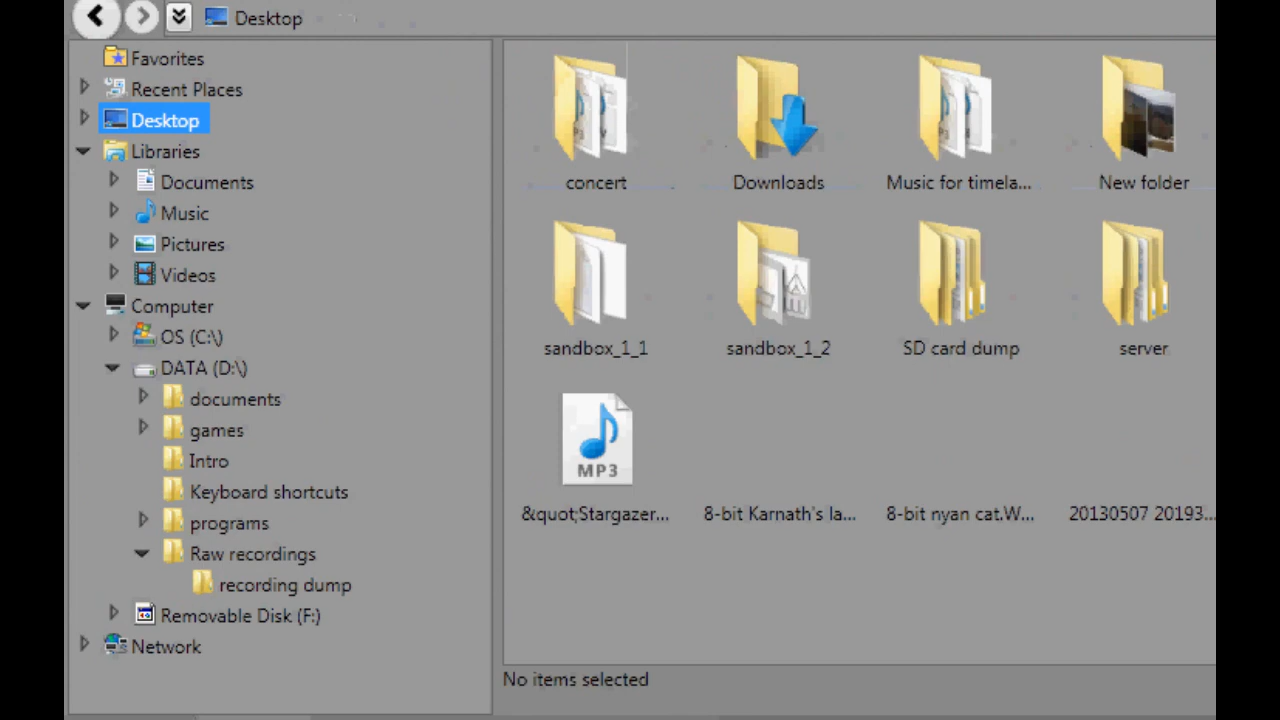 Desktop
Favorites
Recent Places
Desktop
Libraries
Documents
Music
Pictures
Videos
Computer
OS (C:\)
DATA (D:\)
documents
games
Intro
Keyboard shortcuts
programs
Raw recordings
recording dump
Removable Disk (F:)
Network
concert Downloads Music for timela... New folder
sandbox_1_1 sandbox_1_2 SD card dump server
MP3
&quot;Stargazer... 8-bit Karnath's la... 8-bit nyan cat.W... 20130507 20193...
No items selected